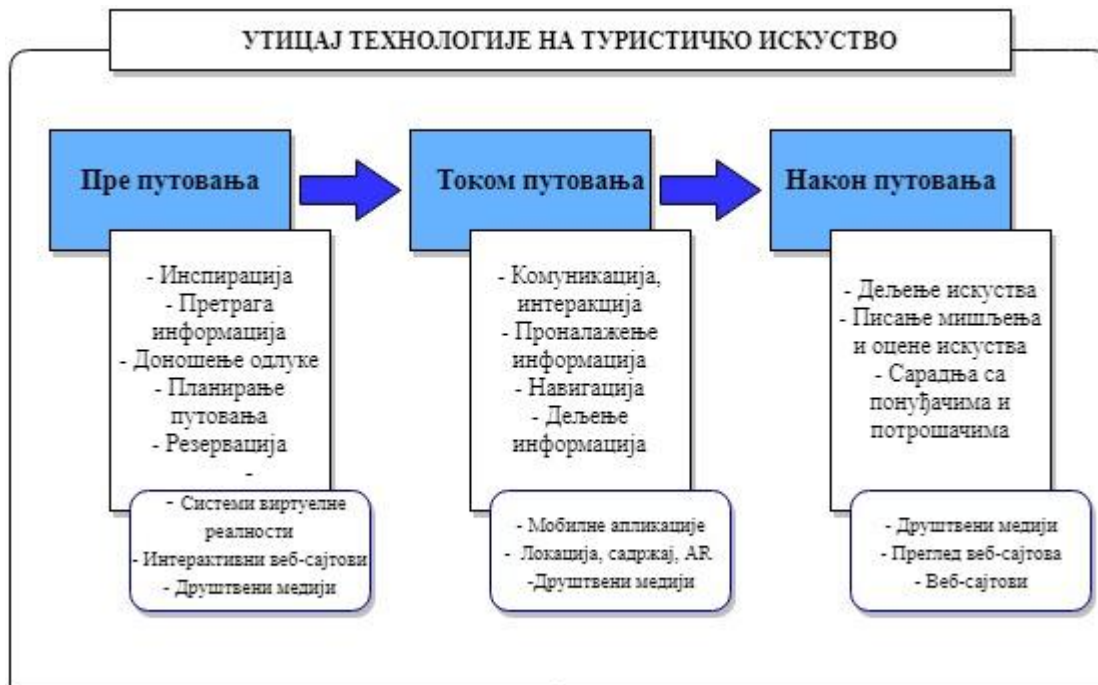 УТИЦАЈ ТЕХНОЛОГИЈЕ НА ТУРИСТИЧКО ИСКУСТВО
Пре путовања
- Инспирација
- Претрага
информација
- Доношење одлуке
- Планирање
путовања
- Резервација
-
- Системи виртуелне
реалности
- Интерактивни веб-сајтови
- Друштвени медији
Током путовања
- Комуникација,
интеракција
- Проналажење
информација
- Навигација
- Дељење
информација
- Мобилне апликације
- Локација, садржај, AR
-Друштвени медији
Након путовања
- Дељење искуства
- Писање мишљења
и оцене искуства
- Сарадња са
понуђачима и
потрошачима
- Друштвени медији
- Преглед веб-сајтова
- Веб-сајтови